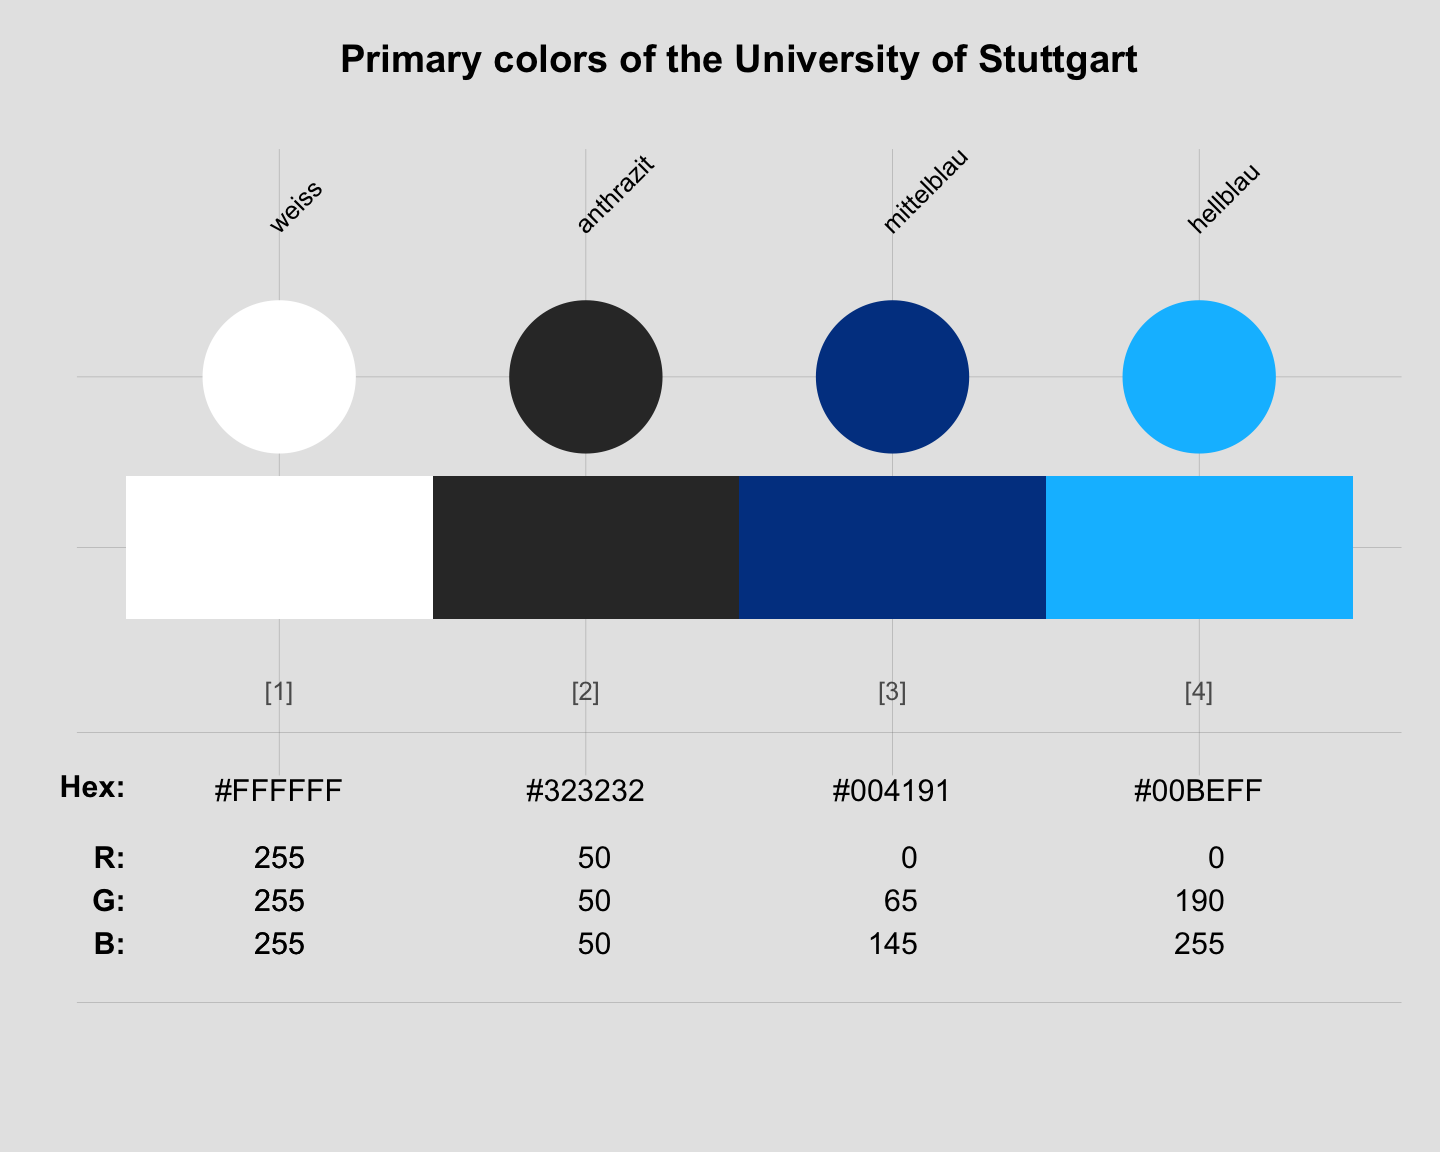 Primary colors of the University of Stuttgart
weiss anthrazit mittelblau hellblau
[1] [2] [3] [4]
Hex: #FFFFFF #323232 #004191 #00BEFF
R: 255 50 0 0
G: 255 50 65 190
B: 255 50 145 255